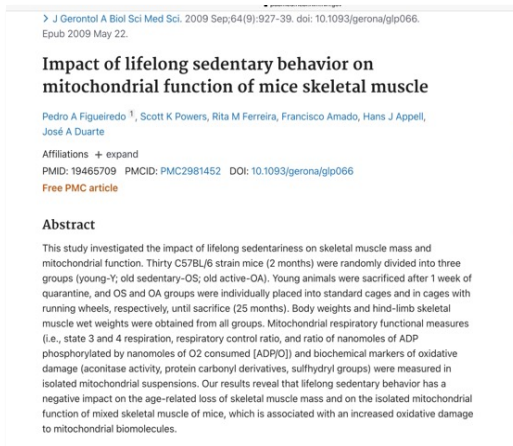 J Gerontol A Biol Sci Med Sci. 2009 Sep;64(9):927-39. doi: 10.1093/gerona/glp066.
Epub 2009 May 22.
Impact of lifelong sedentary behavior on
mitochondrial function of mice skeletal muscle
Pedro A Figueiredo 1, Scott K Powers, Rita M Ferreira, Francisco Amado, Hans J Appell,
José A Duarte
Affiliations + expand
PMID: 19465709 PMCID: PMC2981452 DOI: 10.1093/gerona/glp066
Free PMC article
Abstract
This study investigated the impact of lifelong sedentariness on skeletal muscle mass and
mitochondrial function. Thirty C57BL/6 strain mice (2 months) were randomly divided into three
groups (young-Y; old sedentary-OS; old active-OA). Young animals were sacrificed after 1 week of
quarantine, and OS and OA groups were individually placed into standard cages and in cages with
running wheels, respectively, until sacrifice (25 months). Body weights and hind-limb skeletal
muscle wet weights were obtained from all groups. Mitochondrial respiratory functional measures
(i.e., state 3 and 4 respiration, respiratory control ratio, and ratio of nanomoles of ADP
phosphorylated by nanomoles of O2 consumed [ADP/O]) and biochemical markers of oxidative
damage (aconitase activity, protein carbonyl derivatives, sulfhydryl groups) were measured in
isolated mitochondrial suspensions. Our results reveal that lifelong sedentary behavior has a
negative impact on the age-related loss of skeletal muscle mass and on the isolated mitochondrial
function of mixed skeletal muscle of mice, which is associated with an increased oxidative damage
to mitochondrial biomolecules.